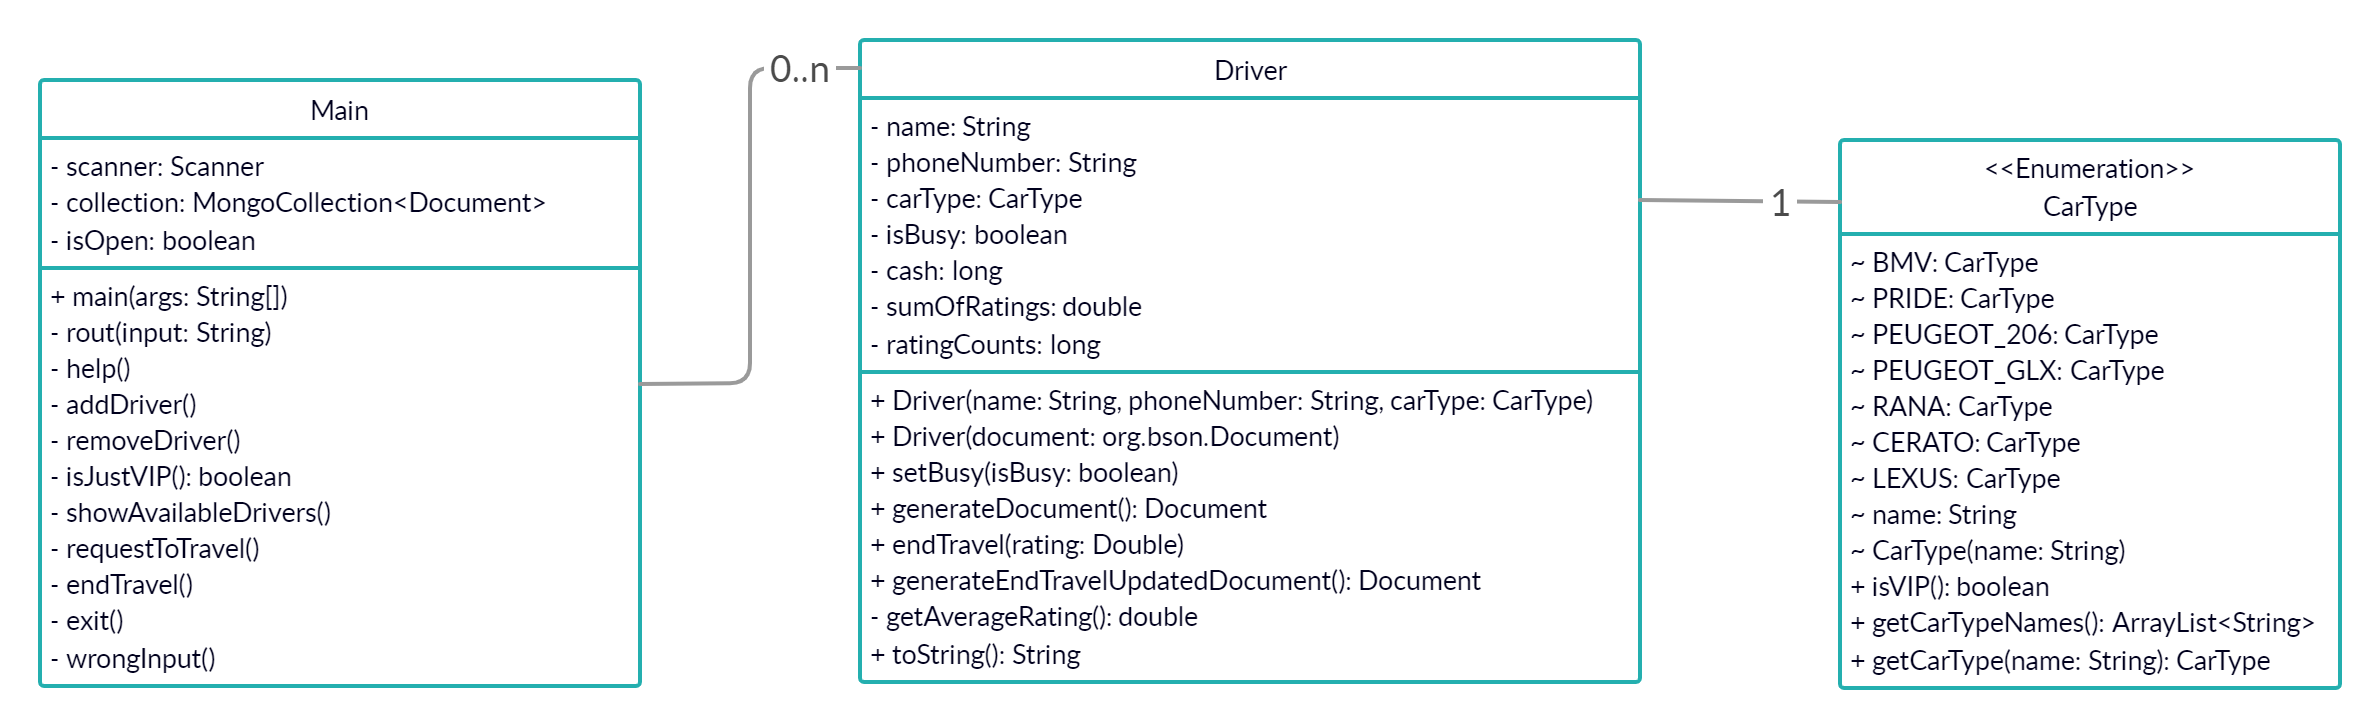 Main
- scanner: Scanner
- collection: MongoCollection<Document>
- isOpen: boolean
+ main(args: String[])
- rout(input: String)
- help()
- addDriver()
- removeDriver()
- isJustVIP(): boolean
- showAvailableDrivers()
- requestToTravel()
- endTravel()
- exit()
- wrongInput()
0..n
Driver
- name: String
- phoneNumber: String
- carType: CarType
- isBusy: boolean
- cash: long
- sumOfRatings: double
- ratingCounts: long
+ Driver(name: String, phoneNumber: String, carType: CarType)
+ Driver(document: org.bson.Document)
+ setBusy(isBusy: boolean)
+ generateDocument(): Document
+ endTravel(rating: Double)
+ generateEndTravelUpdatedDocument(): Document
- getAverageRating(): double
+ toString(): String
1
<<Enumeration>>
CarType
~ BMV: CarType
~ PRIDE: CarType
~ PEUGEOT_206: CarType
~ PEUGEOT_GLX: CarType
~ RANA: CarType
~ CERATO: CarType
~ LEXUS: CarType
~ name: String
~ CarType(name: String)
+ isVIP(): boolean
+ getCarTypeNames(): ArrayList<String>
+ getCarType(name: String): CarType